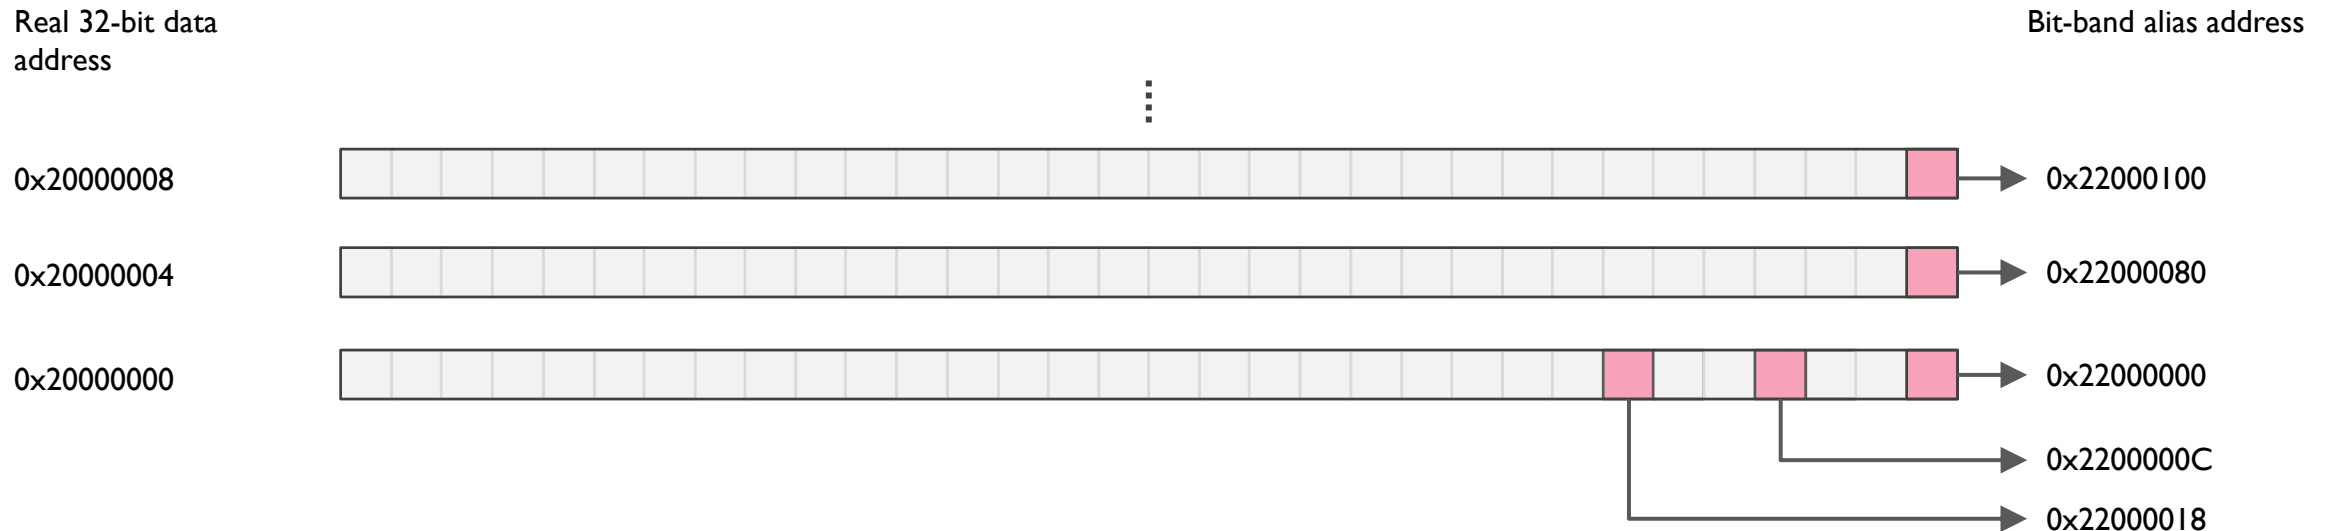 Real 32-bit data
address
Bit-band alias address
0x20000008
0x22000100
0x20000004
0x22000080
0x20000000
0x22000000
0x2200000C
0x22000018